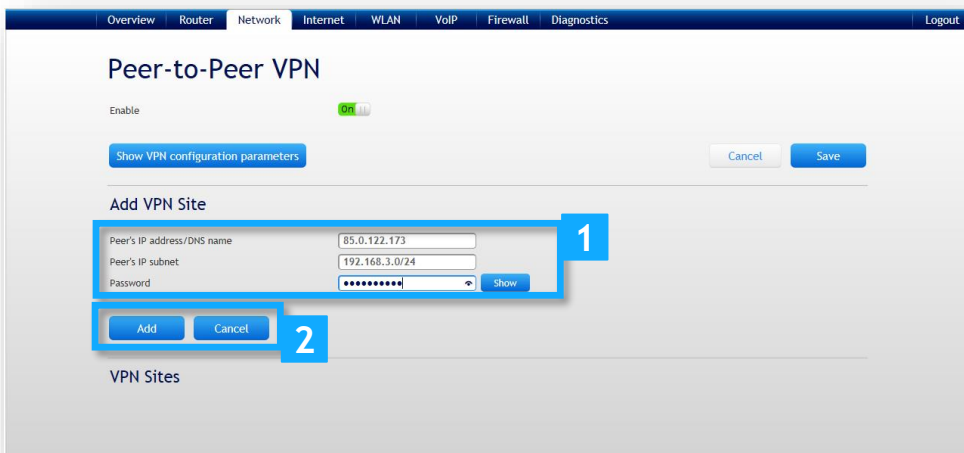 Overview Router Network Internet WLAN VoIP Firewall Diagnostics Logout
Peer-to-Peer VPN
Enable On
Show VPN configuration parameters Cancel Save
Add VPN Site
Peer's IP address/DNS name 85.0.122.173
1
Peer's IP subnet 192.168.3.0/24
Password •••••••••• Show
Add Cancel
2
VPN Sites